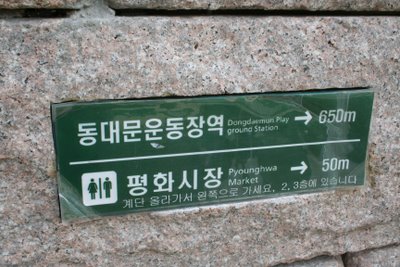 동대문운동장역 Dongdaemun Play ground Station → 650m
평화시장 Pyounghwa Market → 50m
계단 올라가서 왼쪽으로 가세요, 2, 3층에 있습니다